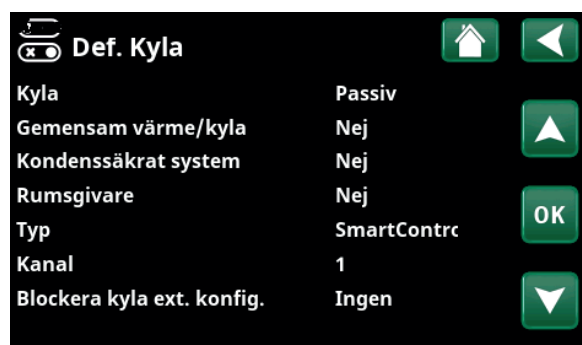 Def. Kyla
Kyla Passiv
Gemensam värme/kyla Nej
Kondenssäkrat system Nej
Rumsgivare Nej
Typ SmartContrc
Kanal 1
Blockera kyla ext. konfig. Ingen
OK